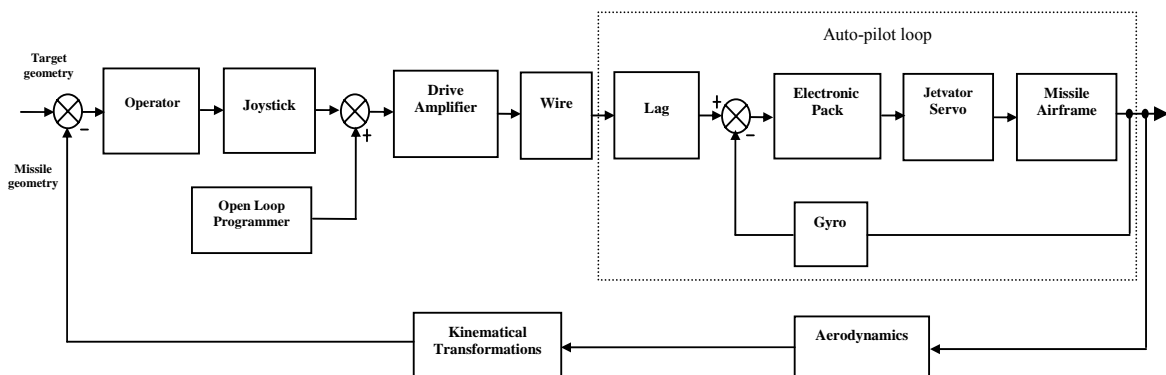 Auto-pilot loop
Target
geometry
Operator
Joystick
Drive
Amplifier
Wire
Lag
Electronic
Pack
Jetvator
Servo
Missile
Airframe
+
−
−
+
Missile
geometry
Open Loop
Programmer
Gyro
Kinematical
Transformations
Aerodynamics